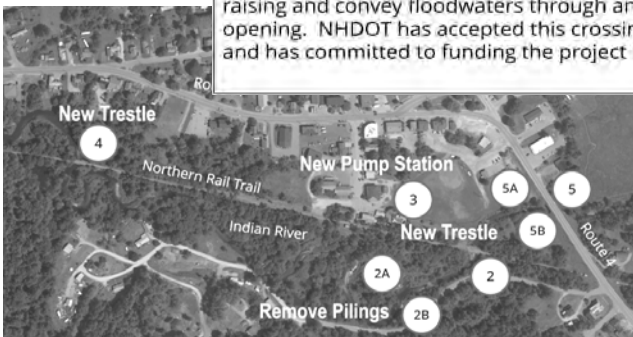 raising and convey floodwaters through an
opening. NHDOT has accepted this crossin
and has committed to funding the project
Ro
New Trestle
4
Northern Rail Trail
New Pump Station
3
5A
5
Indian River
New Trestle
5B
Route 4
2A
2
Remove Pilings
2B